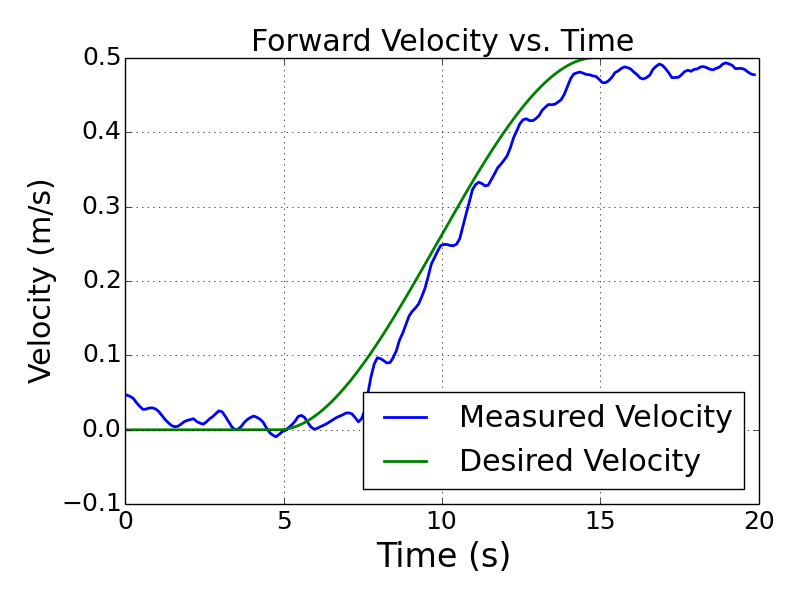 Forward Velocity vs. Time
Velocity (m/s)
0.5
0.4
0.3
0.2
0.1
0.0
−0.1
Measured Velocity
Desired Velocity
0 5 10 15 20
Time (s)